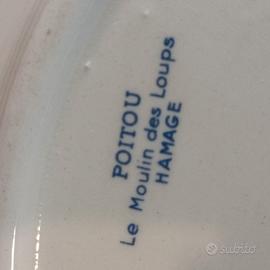 POITOU
Le Moulin des Loups
HAMAGE
subito